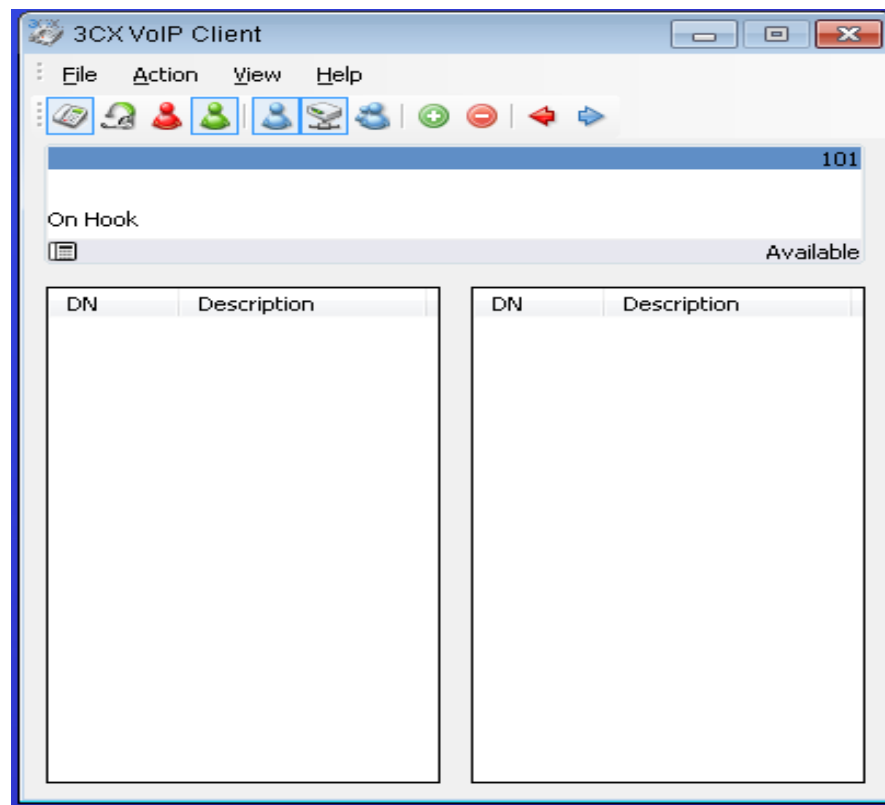 3CX VoIP Client
File Action View Help
101
On Hook
Available
DN Description DN Description